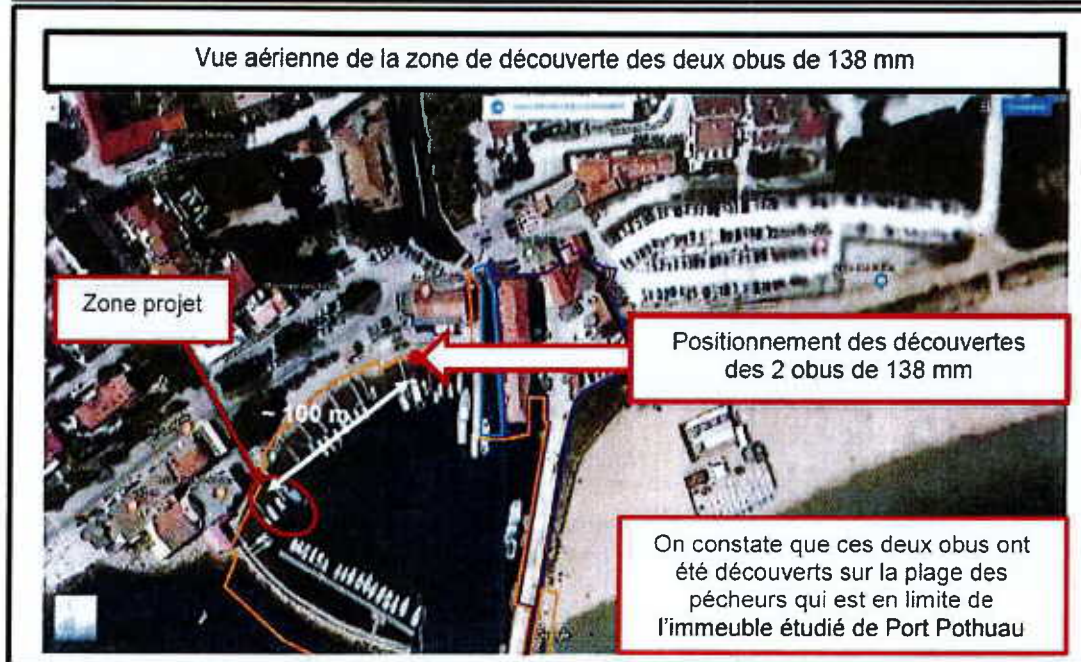 Vue aérienne de la zone de découverte des deux obus de 138 mm
Zone projet
Positionnement des découvertes
des 2 obus de 138 mm
~ 100 m
On constate que ces deux obus ont
été découverts sur la plage des
pécheurs qui est en limite de
l'immeuble étudié de Port Pothuau